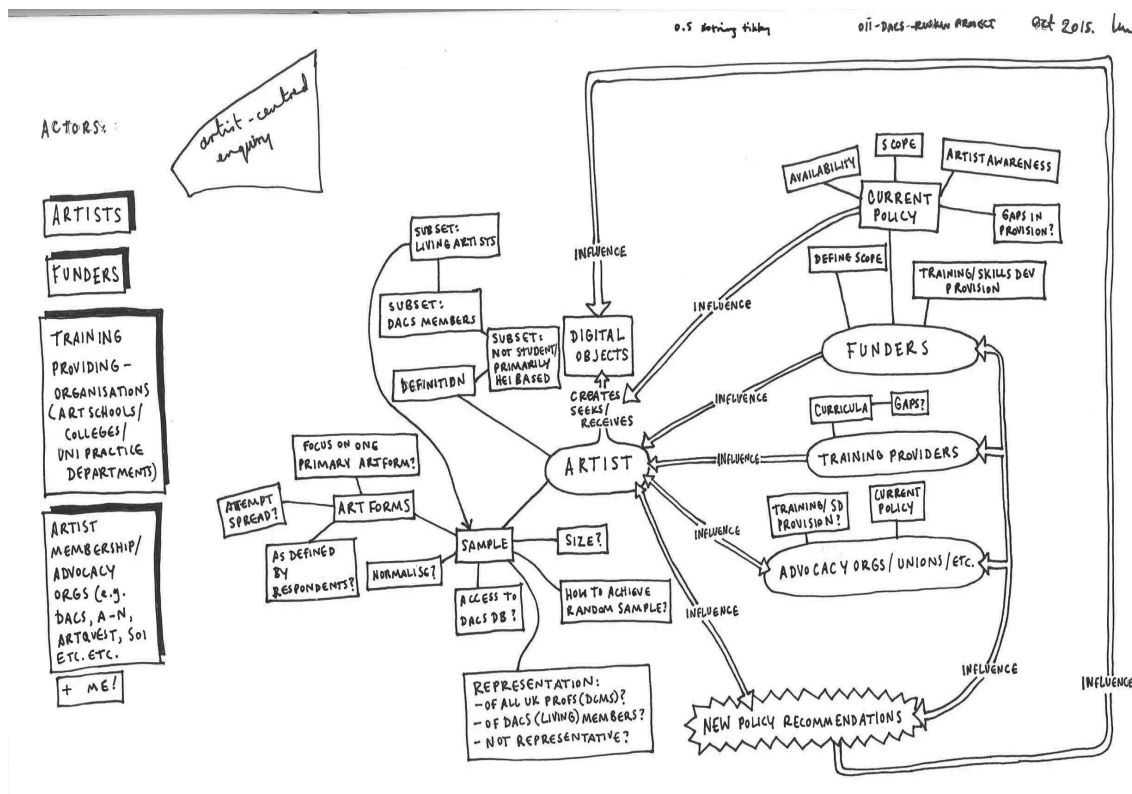 OII-DACS-RUSKIN PROJECT
Oct 2015.
ACTORS:
artist-centred
enquiry
ARTISTS
FUNDERS
TRAINING
PROVIDING-
ORGANISATIONS
(ART SCHOOLS/
COLLEGES/
UNI PRACTICE
DEPARTMENTS)
ARTIST
MEMBERSHIP/
ADVOCACY
ORGS (e.g.
DACS, A-N,
ARTQUEST, SOI
ETC. ETC.
+ ME!
SUBSET:
LIVING ARTISTS
SUBSET:
DACS MEMBERS
SUBSET:
NOT STUDENT/
PRIMARILY
HEI BASED
DEFINITION
FOCUS ON ONE
PRIMARY ARTFORM?
ATTEMPT
SPREAD?
ART FORMS
AS DEFINED
BY
RESPONDENTS?
NORMALISE?
SAMPLE
SIZE?
ACCESS TO
DACS DB?
HOW TO ACHIEVE
RANDOM SAMPLE?
REPRESENTATION:
- OF ALL UK PROFS (DCMS)?
- OF DACS (LIVING) MEMBERS?
- NOT REPRESENTATIVE?
INFLUENCE
DIGITAL
OBJECTS
CREATES
SEEKS/
RECEIVES
ARTIST
SCOPE
AVAILABILITY
ARTIST AWARENESS
CURRENT
POLICY
GAPS IN
PROVISION?
INFLUENCE
DEFINE SCOPE
TRAINING/SKILLS DEV
PROVISION
FUNDERS
INFLUENCE
CURRICULA
GAPS?
TRAINING PROVIDERS
INFLUENCE
TRAINING/SD
PROVISION?
CURRENT
POLICY
ADVOCACY ORGS/UNIONS/ETC.
INFLUENCE
INFLUENCE
INFLUENCE
INFLUENCE
NEW POLICY RECOMMENDATIONS